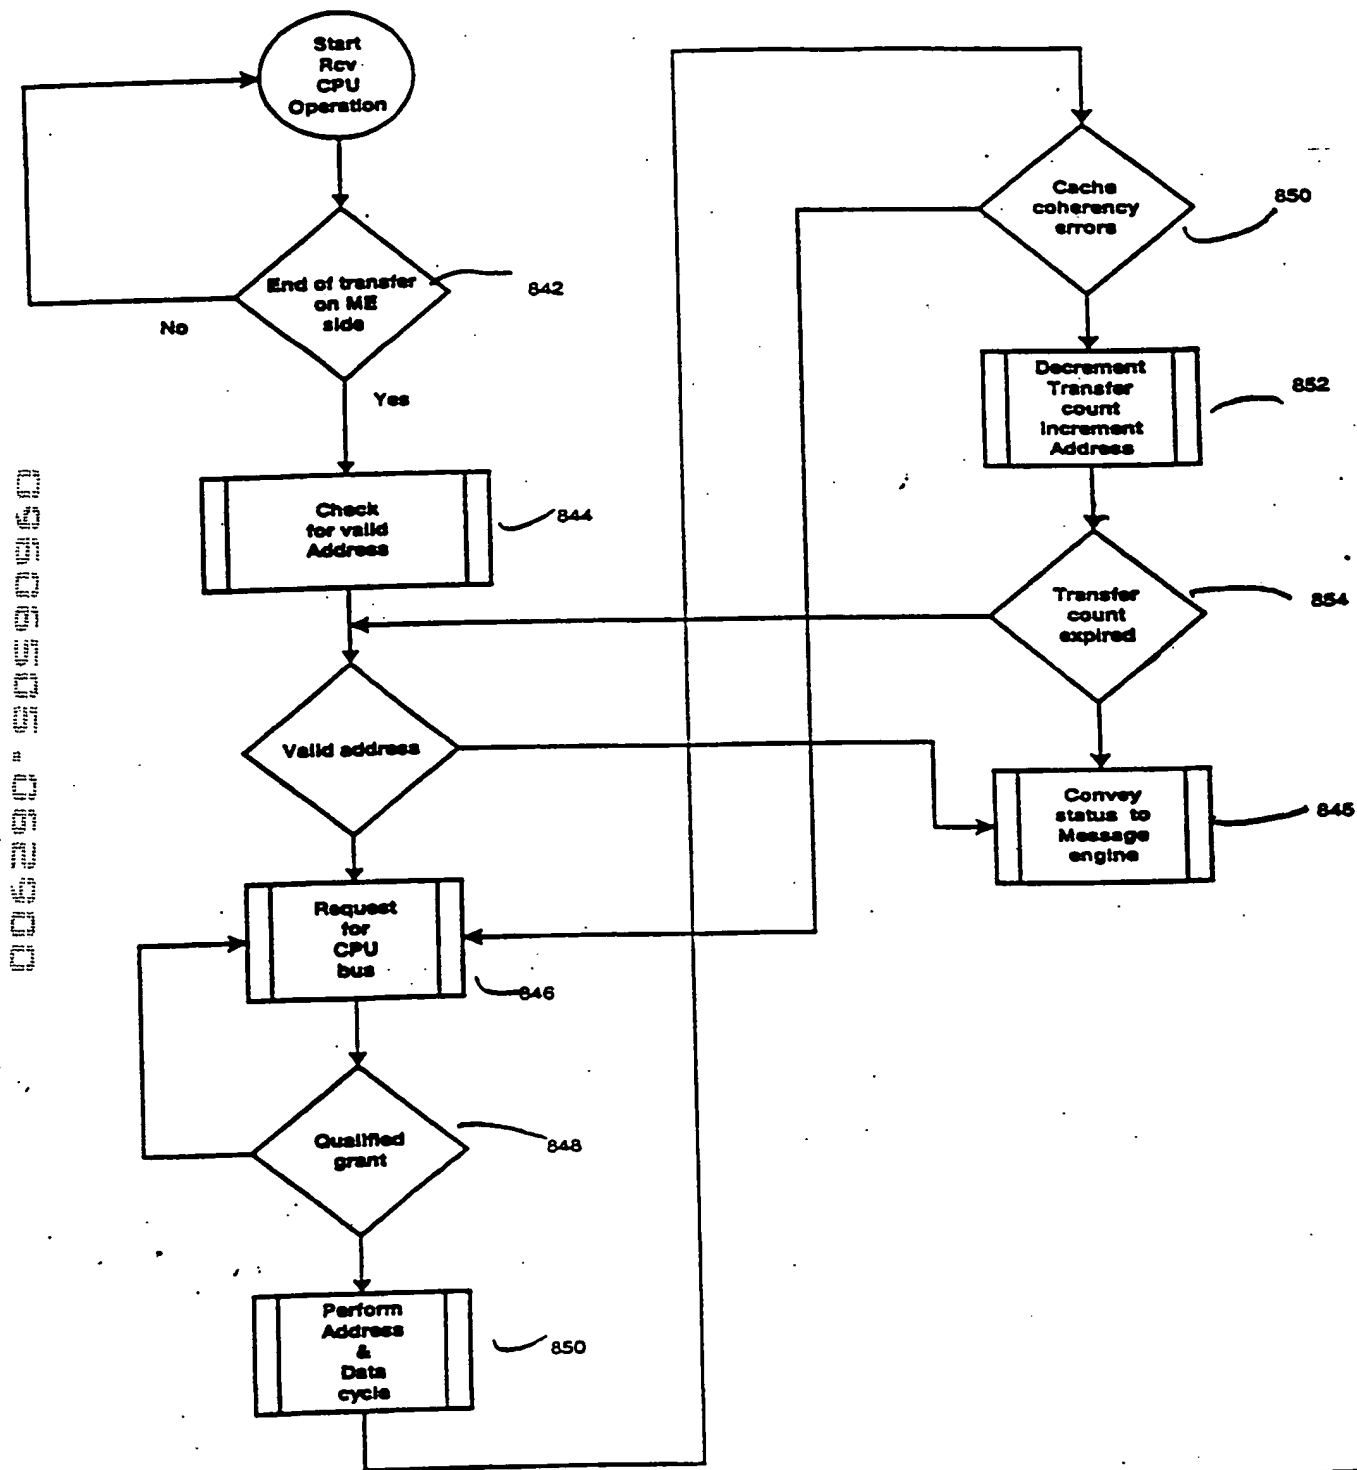 Start
Rcv
CPU
Operation
End of transfer
on ME
side
842
No
Yes
Check
for valid
Address
844
Valid address
Request
for
CPU
bus
846
Qualified
grant
848
Perform
Address
&
Data
cycle
850
Cache
coherency
errors
850
Decrement
Transfer
count
Increment
Address
852
Transfer
count
expired
854
Convey
status to
Message
engine
845